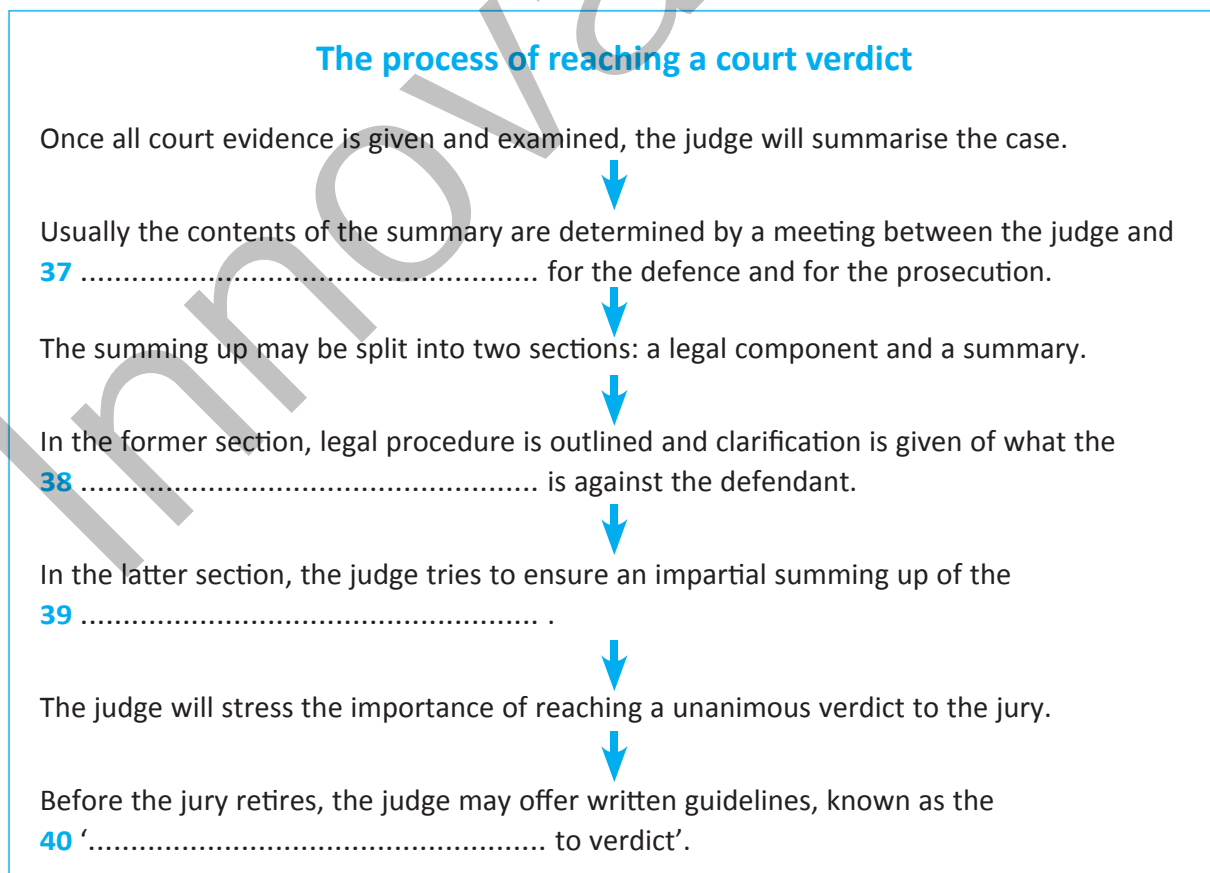 The process of reaching a court verdict
Once all court evidence is given and examined, the judge will summarise the case.
Usually the contents of the summary are determined by a meeting between the judge and
37 ...................................................... for the defence and for the prosecution.
The summing up may be split into two sections: a legal component and a summary.
In the former section, legal procedure is outlined and clarification is given of what the
38 ...................................................... is against the defendant.
In the latter section, the judge tries to ensure an impartial summing up of the
39 ...................................................... .
The judge will stress the importance of reaching a unanimous verdict to the jury.
Before the jury retires, the judge may offer written guidelines, known as the
40 ‘...................................................... to verdict’.